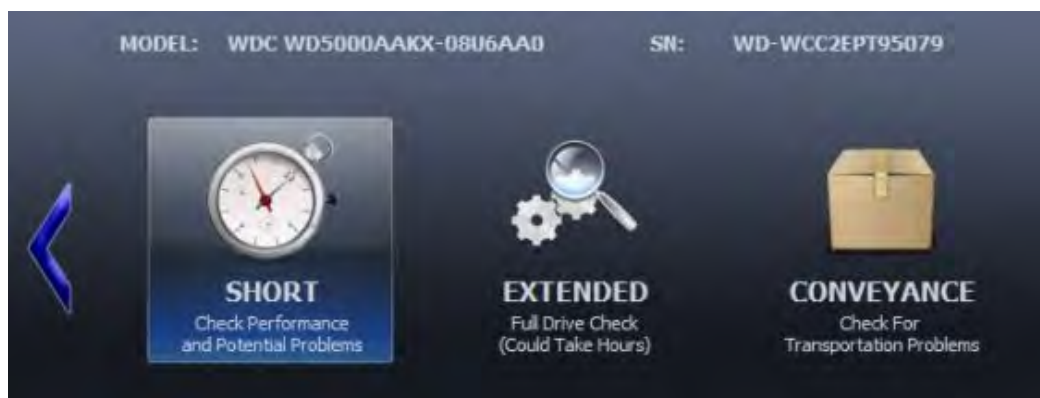 MODEL: WDC WD5000AAKX-08U6AA0 SN: WD-WCC2EPT95079
SHORT
Check Performance
and Potential Problems
EXTENDED
Full Drive Check
(Could Take Hours)
CONVEYANCE
Check For
Transportation Problems